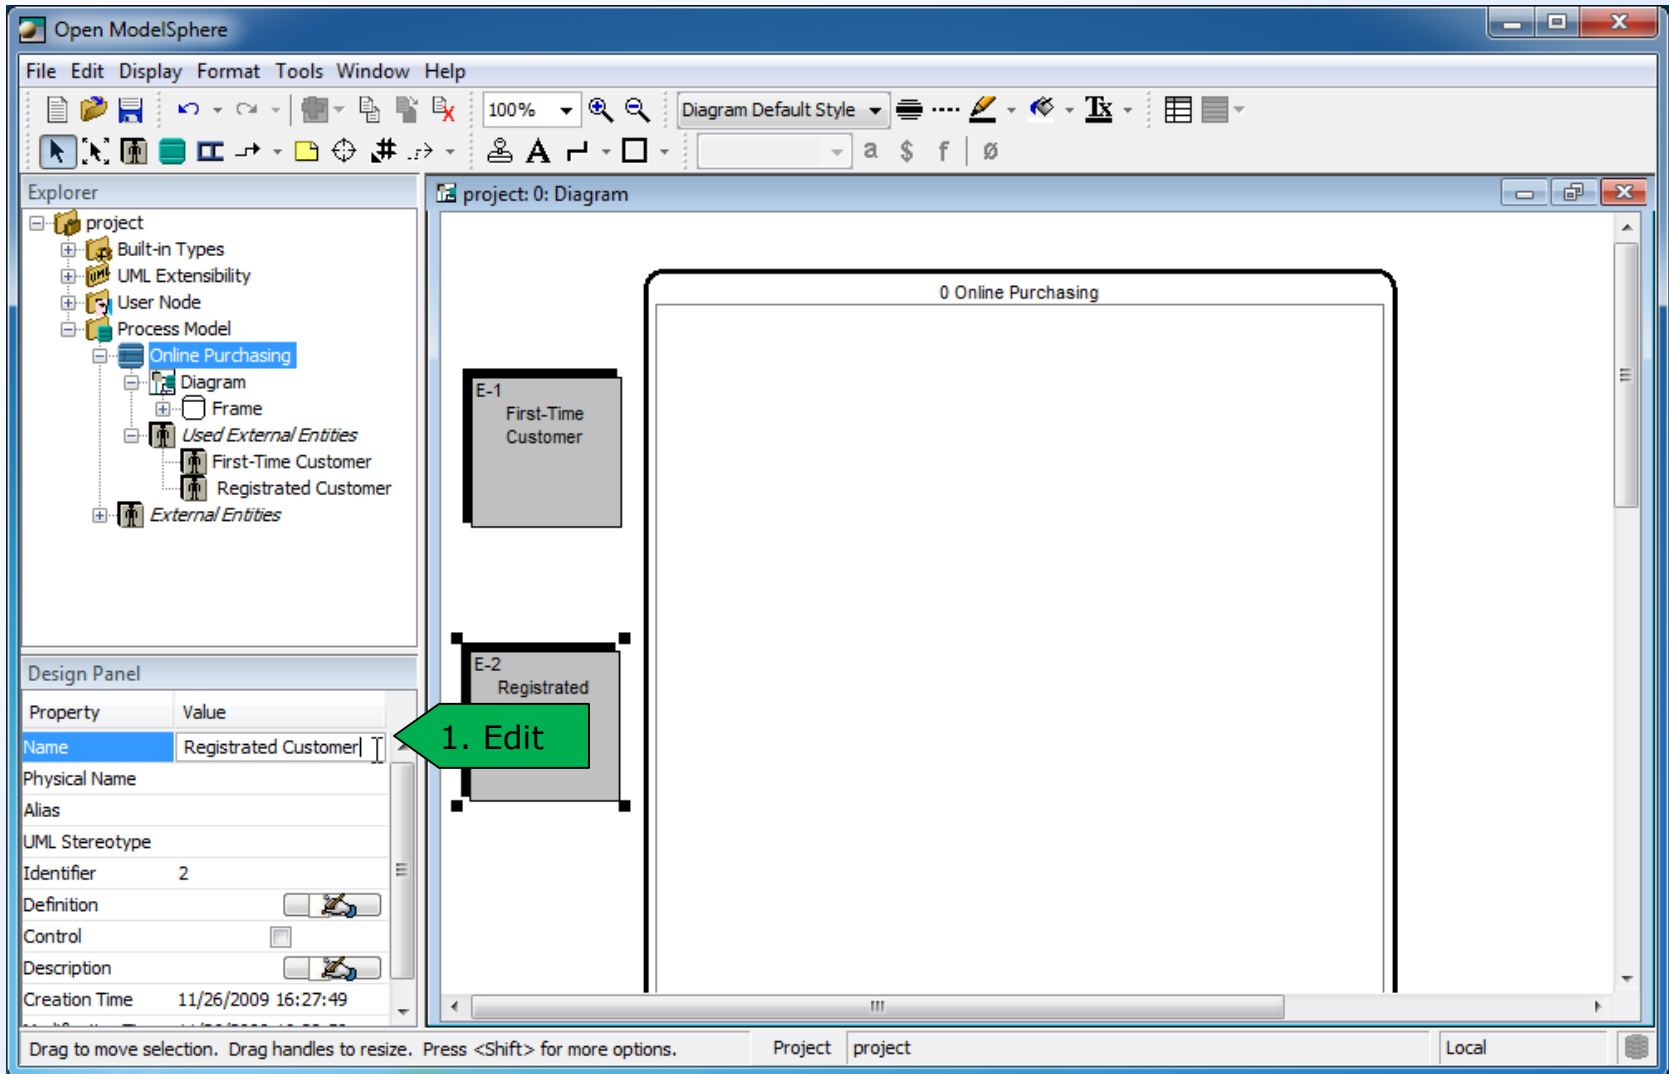 Open ModelSphere
File Edit Display Format Tools Window Help
100%
Diagram Default Style
Tx
A
a $ f ø
Explorer
project
Built-in Types
UML Extensibility
User Node
Process Model
Online Purchasing
Diagram
Frame
Used External Entities
First-Time Customer
Registrated Customer
External Entities
project: 0: Diagram
0 Online Purchasing
E-1
First-Time
Customer
E-2
Registrated
1. Edit
Design Panel
Property Value
Name Registrated Customer
Physical Name
Alias
UML Stereotype
Identifier 2
Definition
Control
Description
Creation Time 11/26/2009 16:27:49
Drag to move selection. Drag handles to resize. Press <Shift> for more options.
Project project
Local